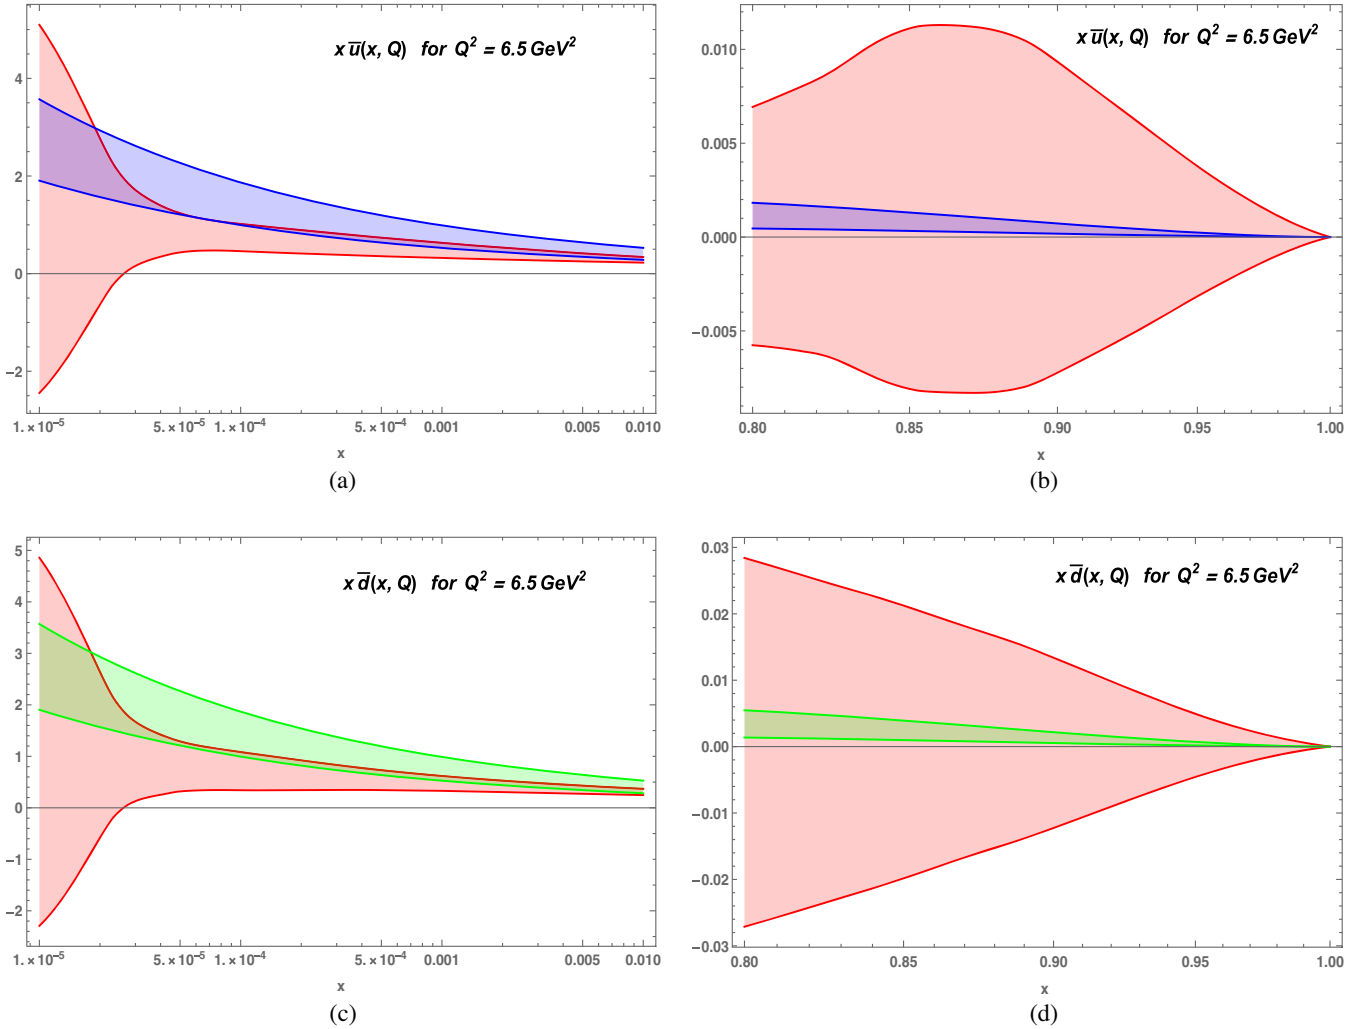 x u̅(x, Q) for Q² = 6.5 GeV²
4
2
0
−2
1.×10⁻⁵ 5.×10⁻⁵ 1.×10⁻⁴ 5.×10⁻⁴ 0.001 0.005 0.010
x
(a)
x u̅(x, Q) for Q² = 6.5 GeV²
0.010
0.005
0.000
−0.005
0.80 0.85 0.90 0.95 1.00
x
(b)
x d̅(x, Q) for Q² = 6.5 GeV²
5
4
3
2
1
0
−1
−2
1.×10⁻⁵ 5.×10⁻⁵ 1.×10⁻⁴ 5.×10⁻⁴ 0.001 0.005 0.010
x
(c)
x d̅(x, Q) for Q² = 6.5 GeV²
0.03
0.02
0.01
0.00
−0.01
−0.02
−0.03
0.80 0.85 0.90 0.95 1.00
x
(d)